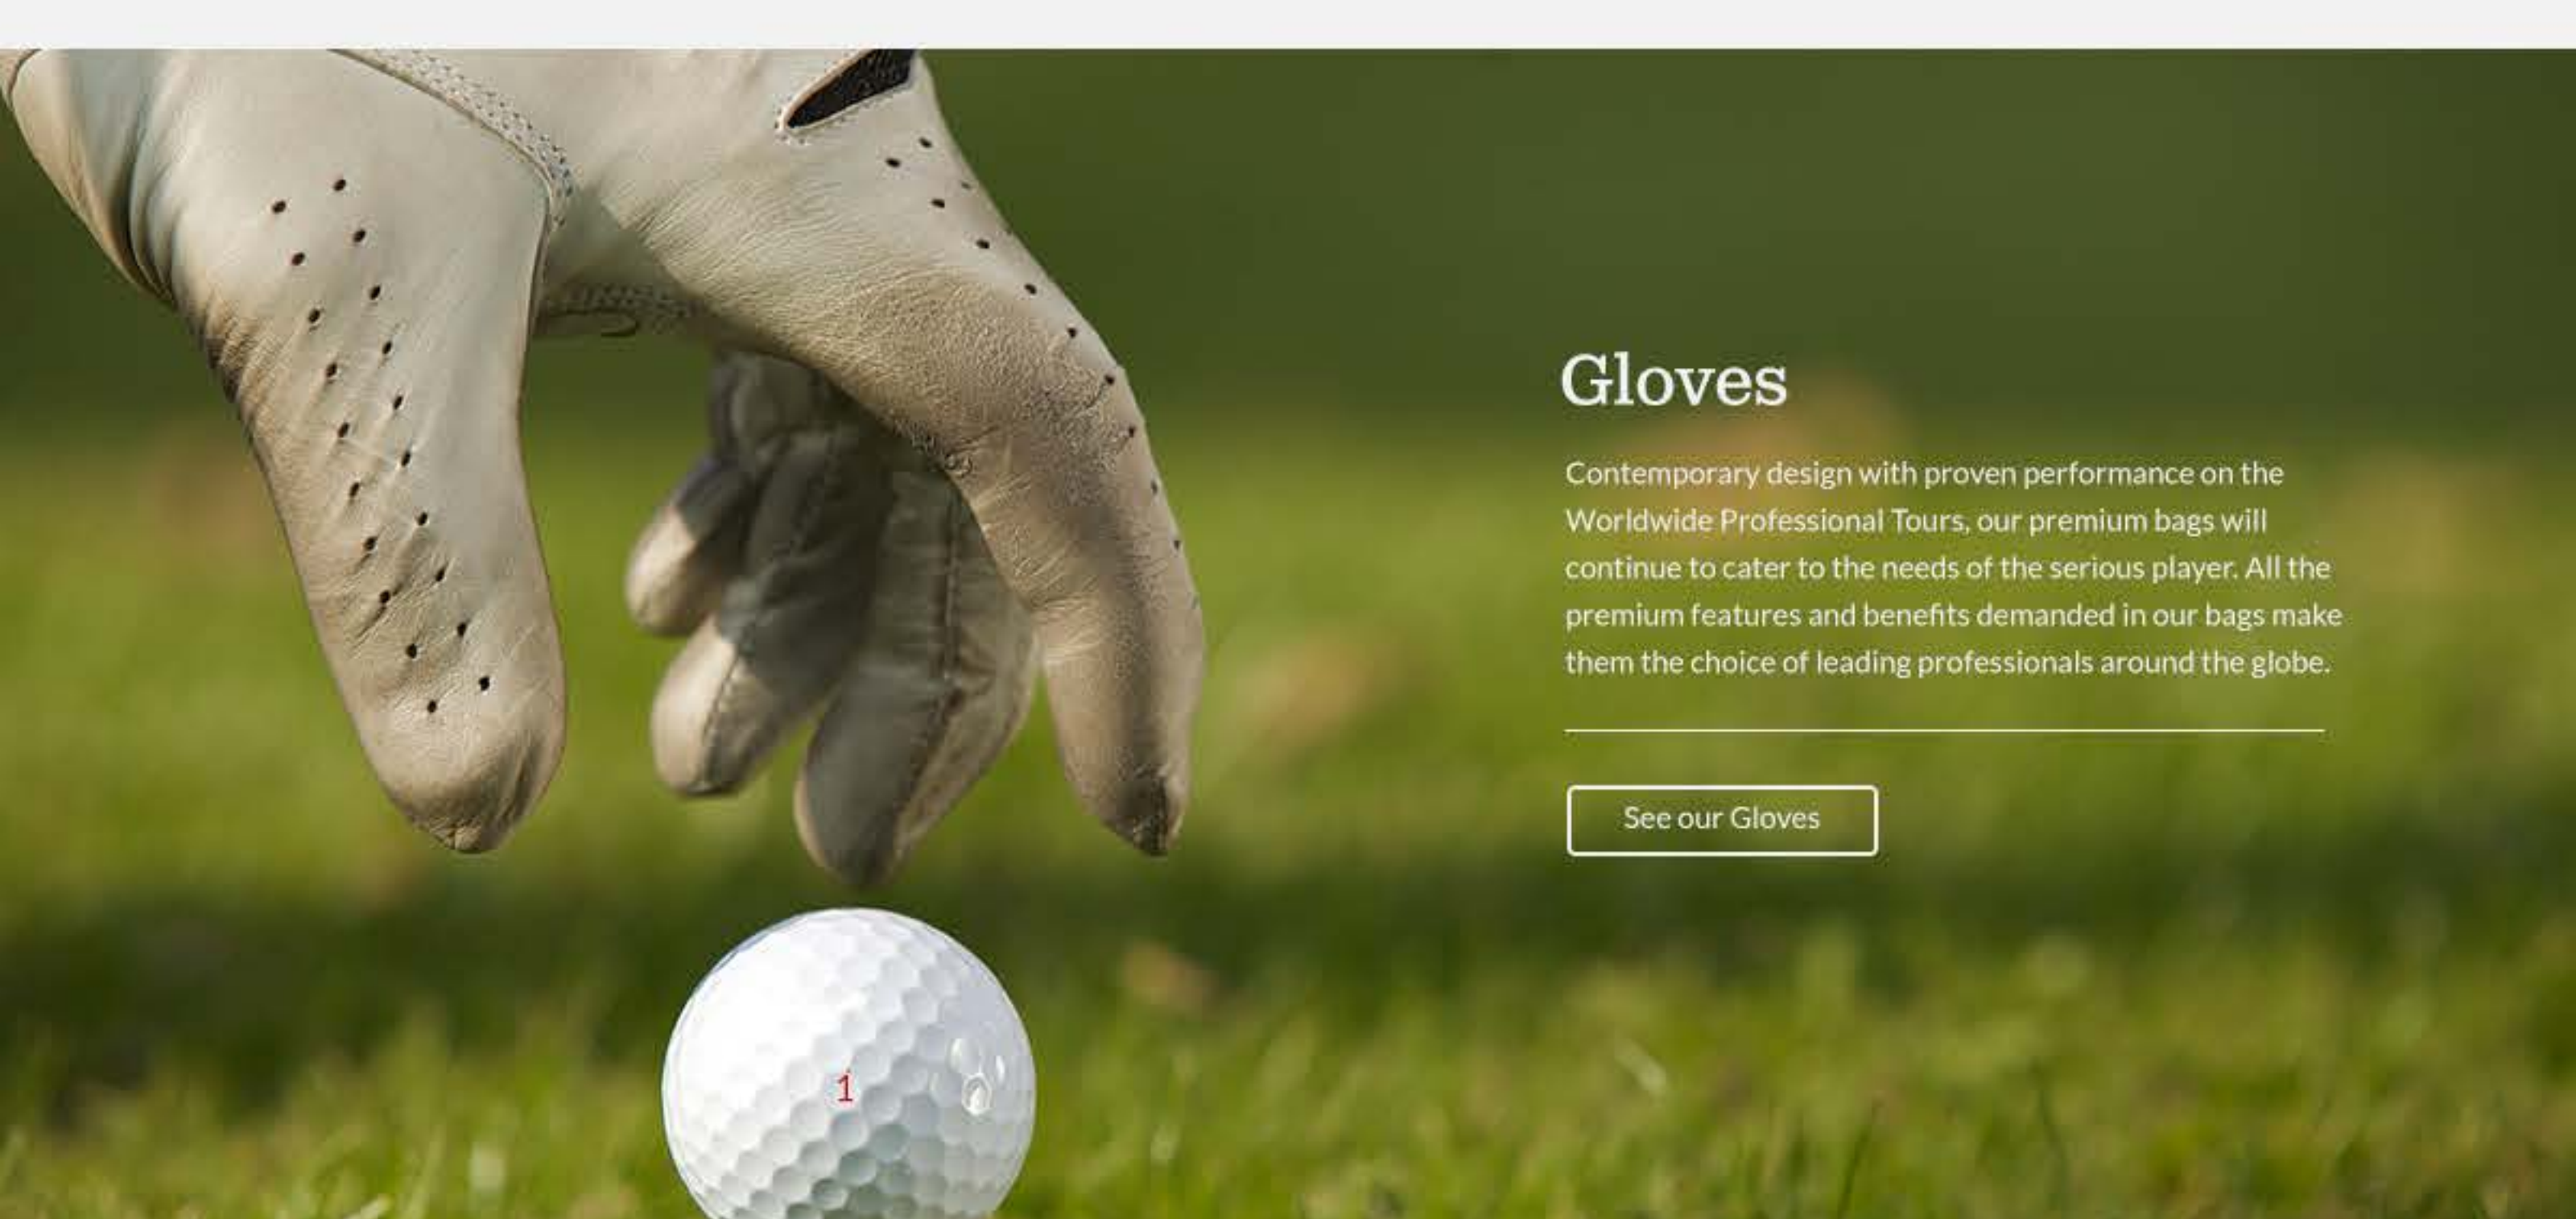 Gloves
Contemporary design with proven performance on the
Worldwide Professional Tours, our premium bags will
continue to cater to the needs of the serious player. All the
premium features and benefits demanded in our bags make
them the choice of leading professionals around the globe.
See our Gloves
1